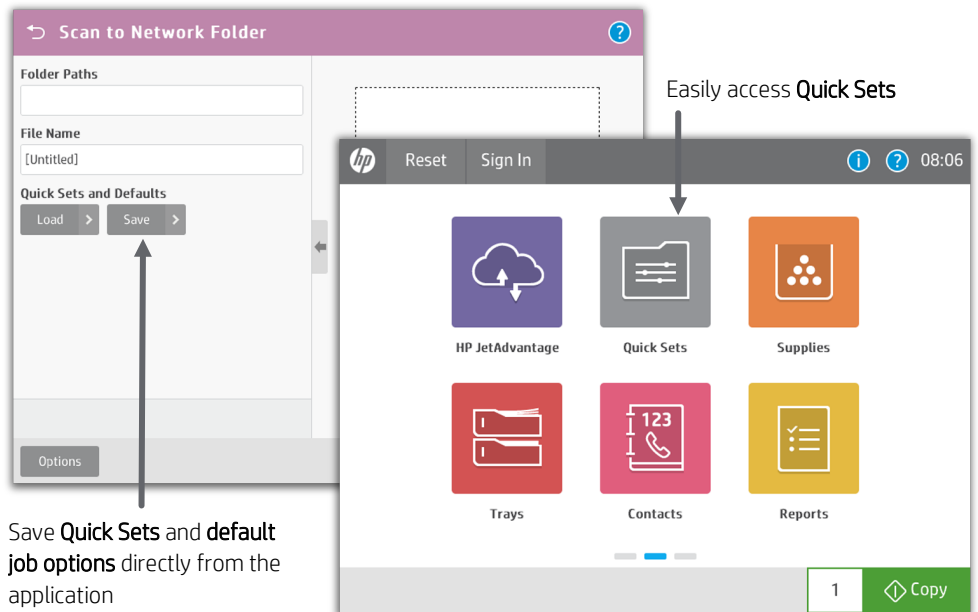 Scan to Network Folder
?
Folder Paths
File Name
[Untitled]
Quick Sets and Defaults
Load > Save >
Options
Save Quick Sets and default
job options directly from the
application
Easily access Quick Sets
hp Reset Sign In i ? 08:06
HP JetAdvantage Quick Sets Supplies
123
Trays Contacts Reports
1 Copy